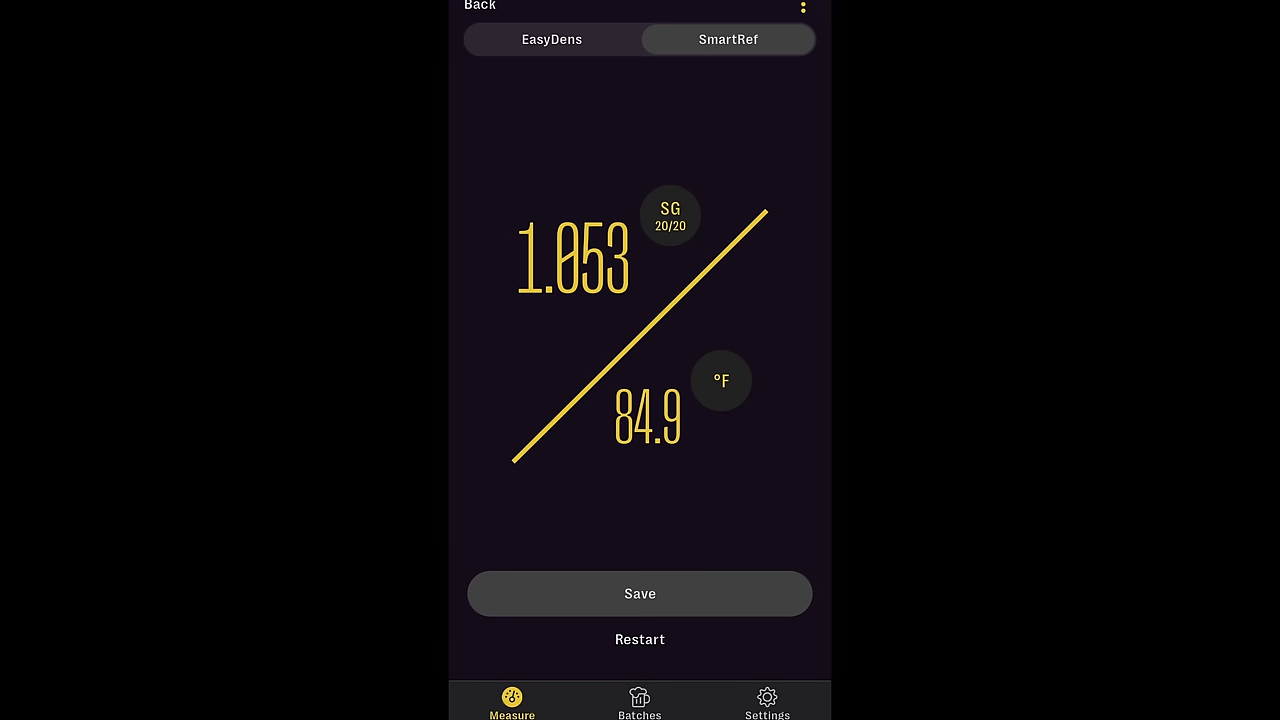 Back
EasyDens
SmartRef
SG
20/20
1.053
°F
84.9
Save
Restart
Measure
Batches
Settings